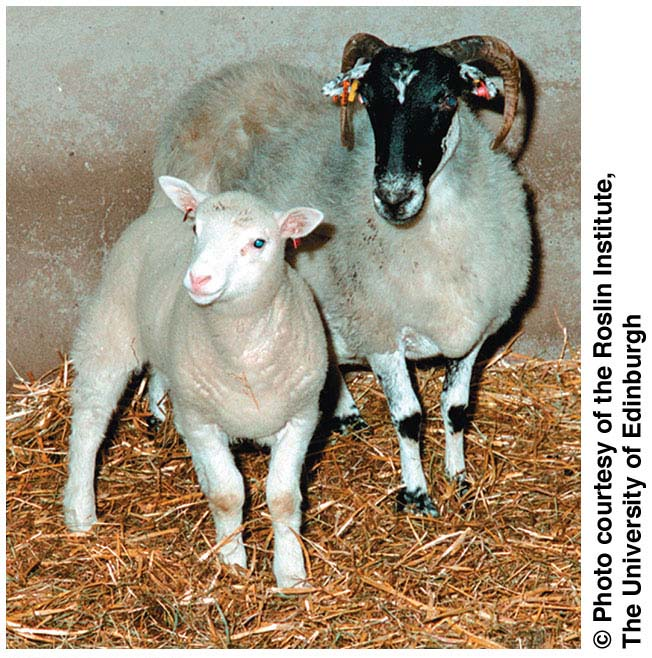 © Photo courtesy of the Roslin Institute,
The University of Edinburgh